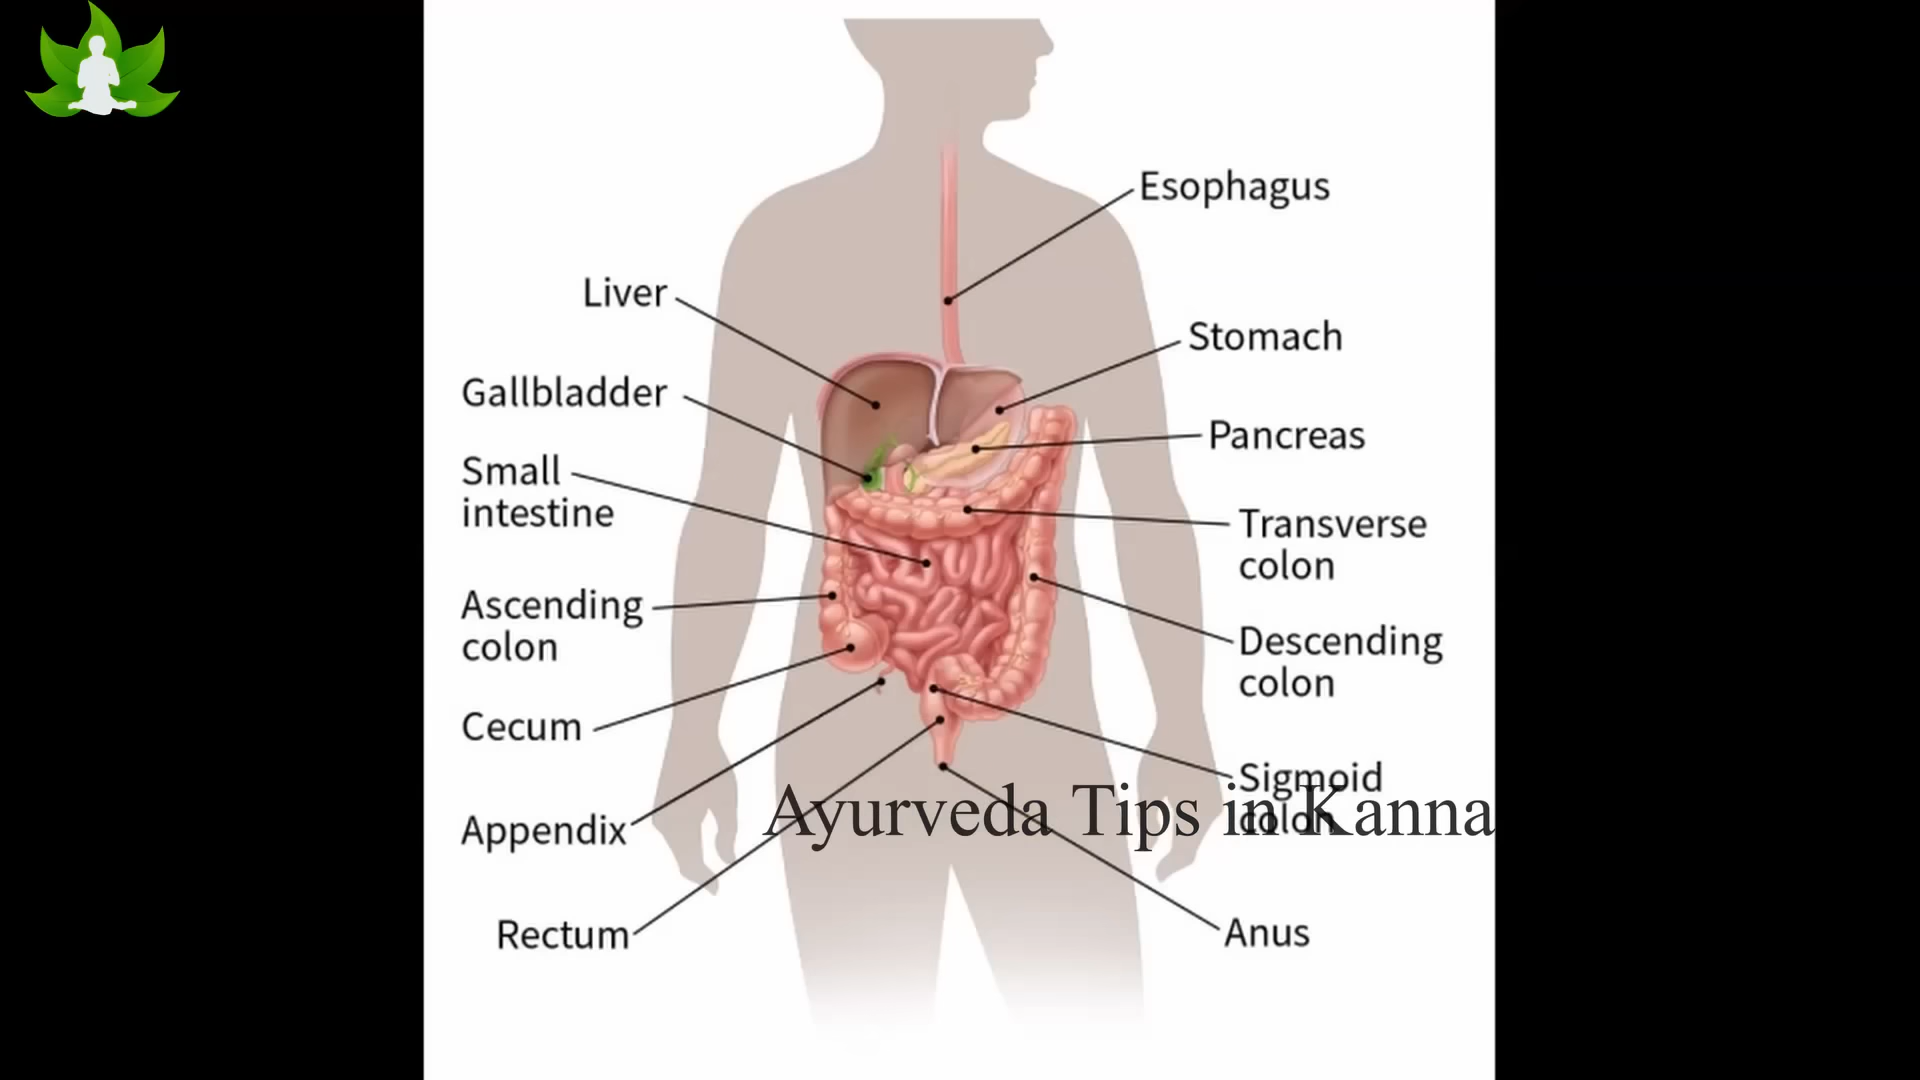 Esophagus
Liver
Stomach
Gallbladder
Pancreas
Small
intestine
Transverse
colon
Ascending
colon
Descending
colon
Cecum
Sigmoid
colon
Ayurveda Tips in Kanna
Appendix
Rectum
Anus